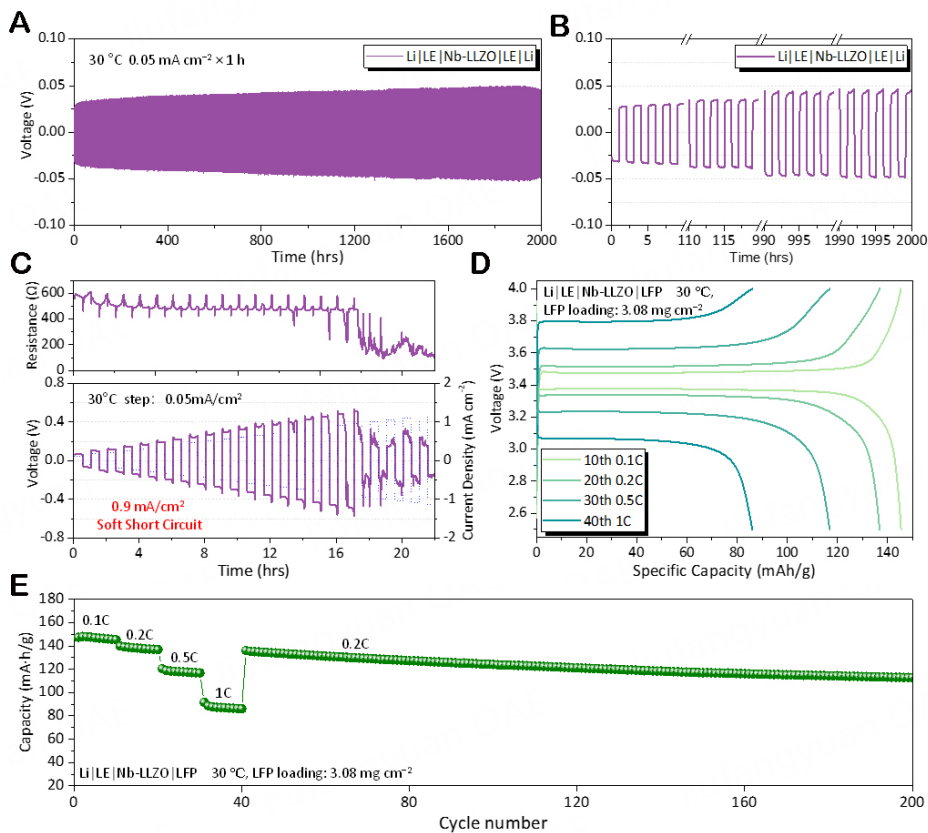 A
0.10
0.05
0.00
-0.05
-0.10
Voltage (V)
30 °C 0.05 mA cm⁻² × 1 h
Li|LE|Nb-LLZO|LE|Li
0 400 800 1200 1600 2000
Time (hrs)
B
0.10
0.05
0.00
-0.05
-0.10
Voltage (V)
Li|LE|Nb-LLZO|LE|Li
0 5 110 115 990 995 1990 1995 2000
Time (hrs)
C
600
400
200
0
Resistance (Ω)
0.8
0.4
0.0
-0.4
-0.8
Voltage (V)
30°C step: 0.05mA/cm²
0.9 mA/cm²
Soft Short Circuit
2
1
0
-1
-2
Current Density (mA cm⁻²)
0 4 8 12 16 20
Time (hrs)
D
4.0
3.8
3.6
3.4
3.2
3.0
2.8
2.6
Voltage (V)
Li|LE|Nb-LLZO|LFP 30 °C,
LFP loading: 3.08 mg cm⁻²
10th 0.1C
20th 0.2C
30th 0.5C
40th 1C
0 20 40 60 80 100 120 140
Specific Capacity (mAh/g)
E
180
160
140
120
100
80
60
40
20
Capacity (mA·h/g)
0.1C
0.2C
0.5C
1C
0.2C
Li|LE|Nb-LLZO|LFP 30 °C, LFP loading: 3.08 mg cm⁻²
0 40 80 120 160 200
Cycle number